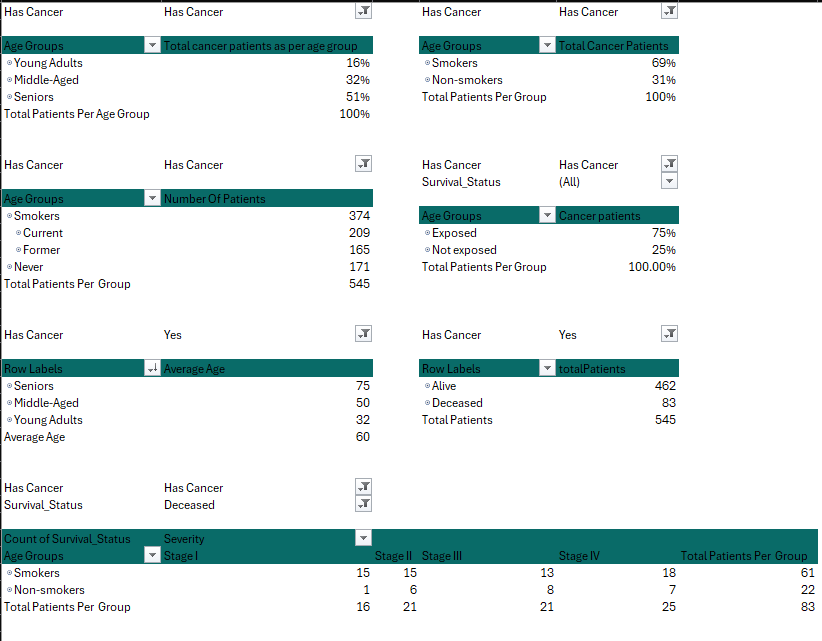 Has Cancer Has Cancer
Age Groups Total cancer patients as per age group
Young Adults 16%
Middle-Aged 32%
Seniors 51%
Total Patients Per Age Group 100%
Has Cancer Has Cancer
Age Groups Total Cancer Patients
Smokers 69%
Non-smokers 31%
Total Patients Per Group 100%
Has Cancer Has Cancer
Age Groups Number Of Patients
Smokers 374
Current 209
Former 165
Never 171
Total Patients Per Group 545
Has Cancer Has Cancer
Survival_Status (All)
Age Groups Cancer patients
Exposed 75%
Not exposed 25%
Total Patients Per Group 100.00%
Has Cancer Yes
Row Labels Average Age
Seniors 75
Middle-Aged 50
Young Adults 32
Average Age 60
Has Cancer Yes
Row Labels totalPatients
Alive 462
Deceased 83
Total Patients 545
Has Cancer Has Cancer
Survival_Status Deceased
Count of Survival_Status Severity
Age Groups Stage I Stage II Stage III Stage IV Total Patients Per Group
Smokers 15 15 13 18 61
Non-smokers 1 6 8 7 22
Total Patients Per Group 16 21 21 25 83